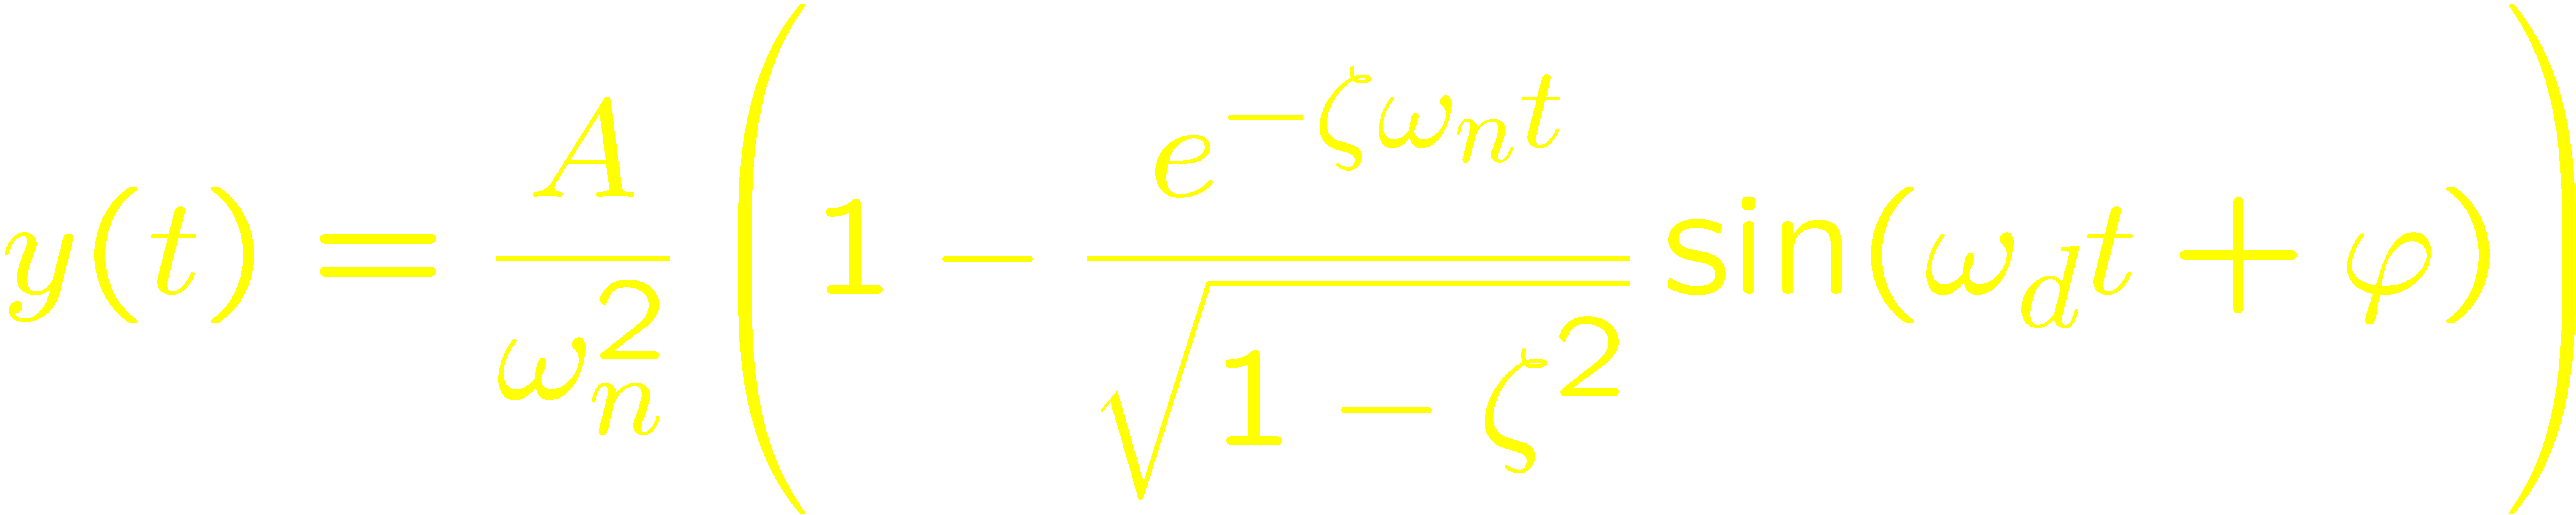 y(t) = \frac{A}{\omega_n^2} \left( 1 - \frac{e^{-\zeta\omega_n t}}{\sqrt{1 - \zeta^2}} \sin(\omega_d t + \varphi) \right)